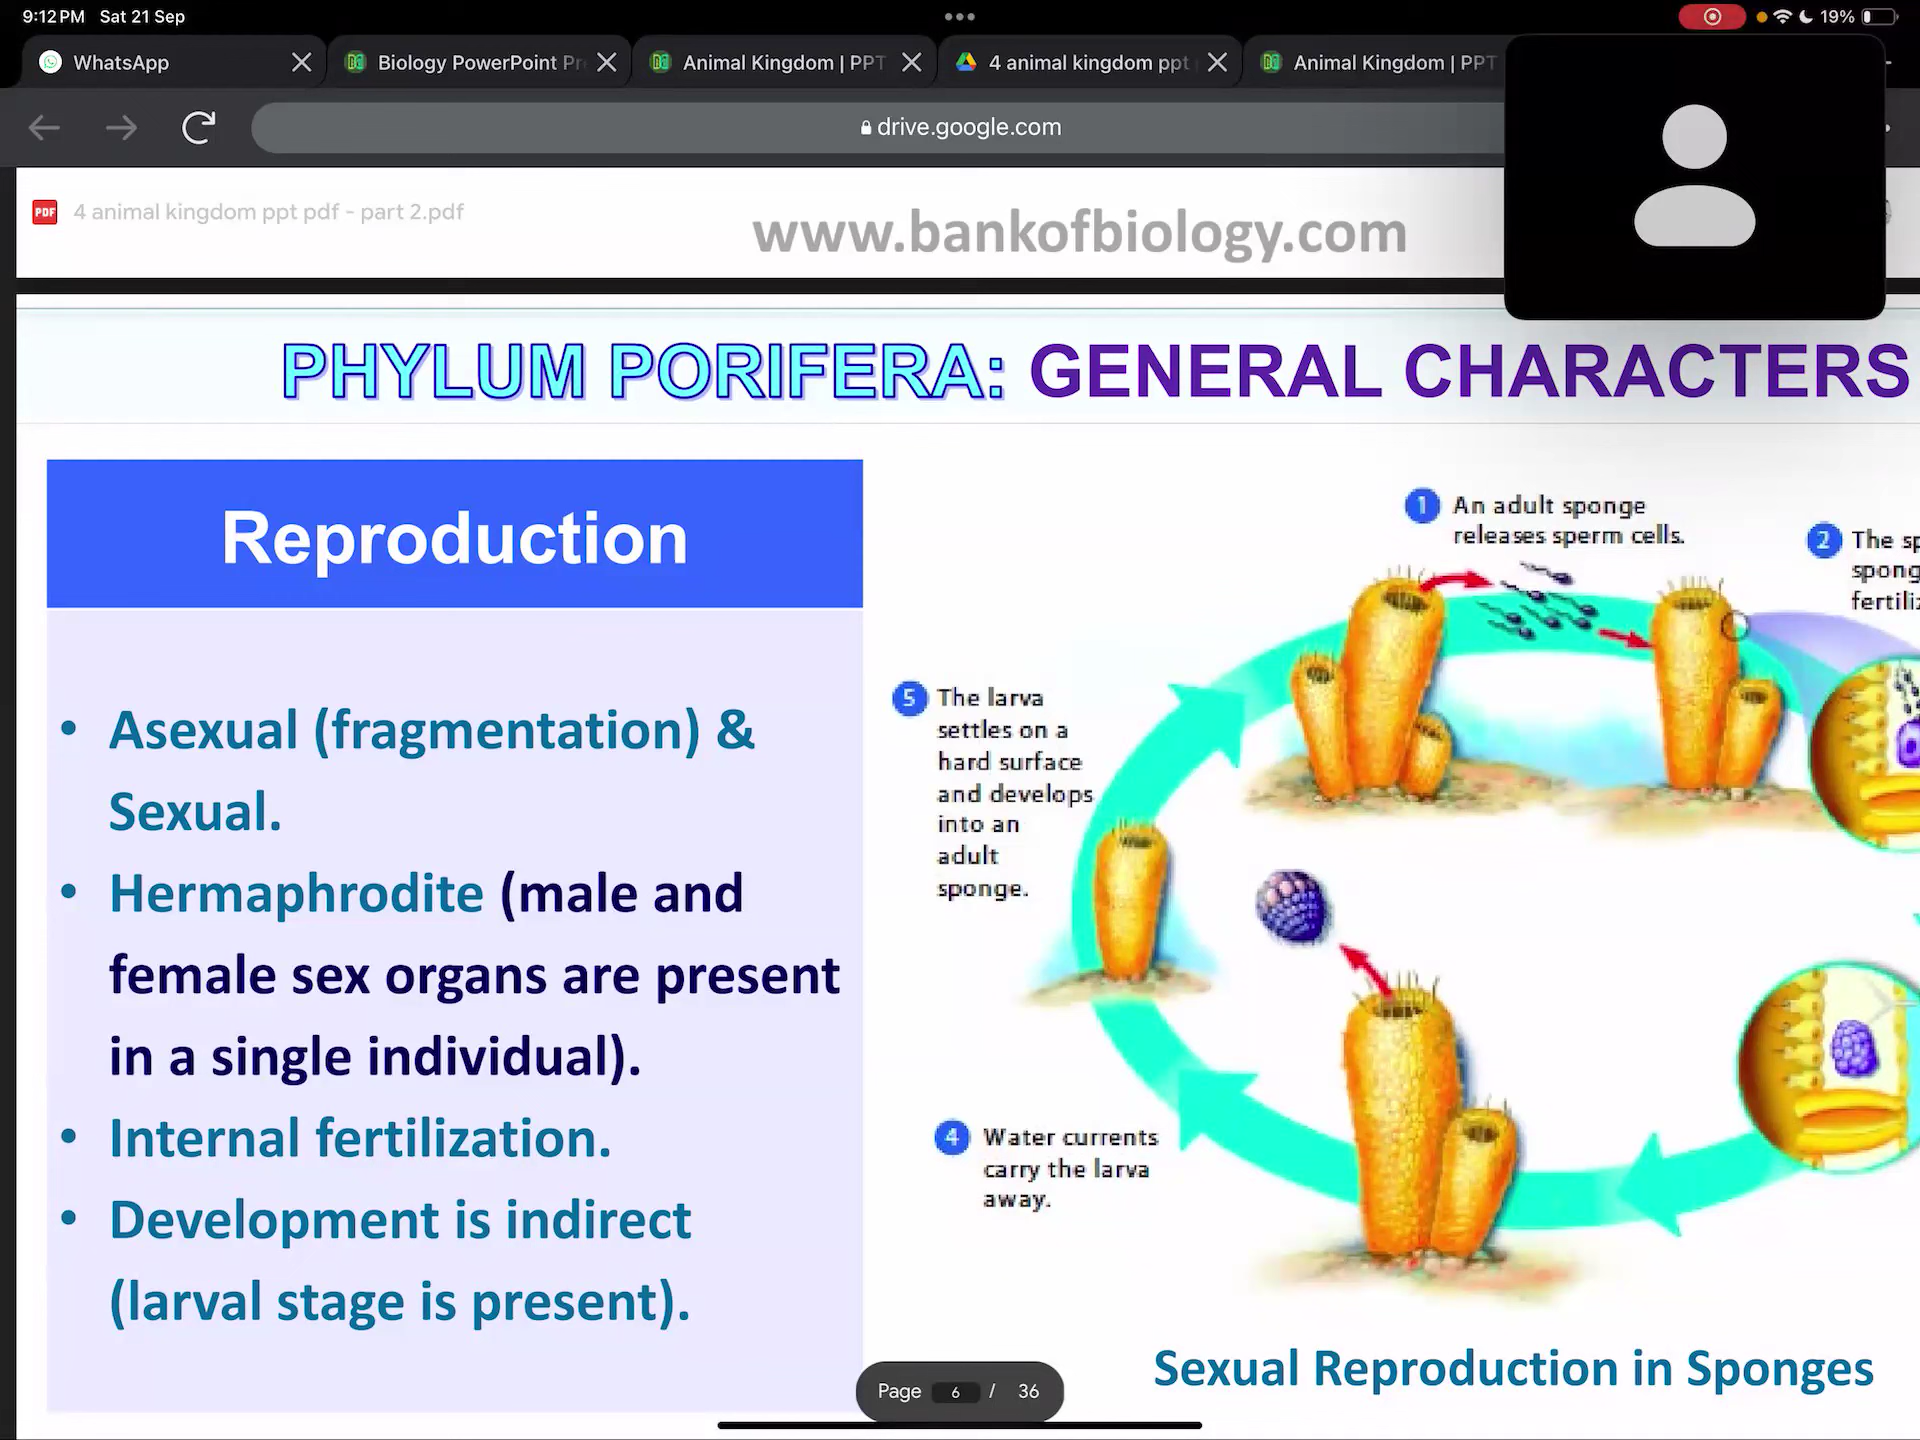 9:12 PM Sat 21 Sep
19%
WhatsApp
Biology PowerPoint Pr
Animal Kingdom | PPT
4 animal kingdom ppt
Animal Kingdom | PPT
drive.google.com
PDF 4 animal kingdom ppt pdf - part 2.pdf
www.bankofbiology.com
PHYLUM PORIFERA: GENERAL CHARACTERS
Reproduction
• Asexual (fragmentation) &
Sexual.
• Hermaphrodite (male and
female sex organs are present
in a single individual).
• Internal fertilization.
• Development is indirect
(larval stage is present).
1 An adult sponge
releases sperm cells.
2 The sp
spong
fertiliz
5 The larva
settles on a
hard surface
and develops
into an
adult
sponge.
4 Water currents
carry the larva
away.
Sexual Reproduction in Sponges
Page 6 / 36